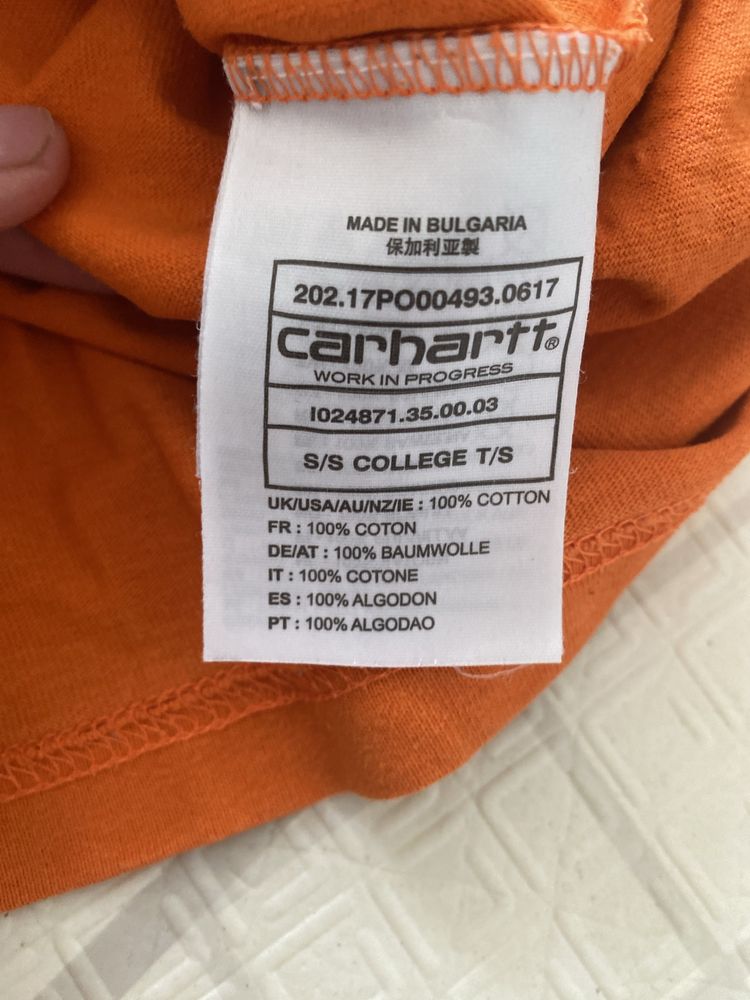 MADE IN BULGARIA
保加利亚製
202.17PO00493.0617
carhartt®
WORK IN PROGRESS
I024871.35.00.03
S/S COLLEGE T/S
UK/USA/AU/NZ/IE : 100% COTTON
FR : 100% COTON
DE/AT : 100% BAUMWOLLE
IT : 100% COTONE
ES : 100% ALGODON
PT : 100% ALGODAO